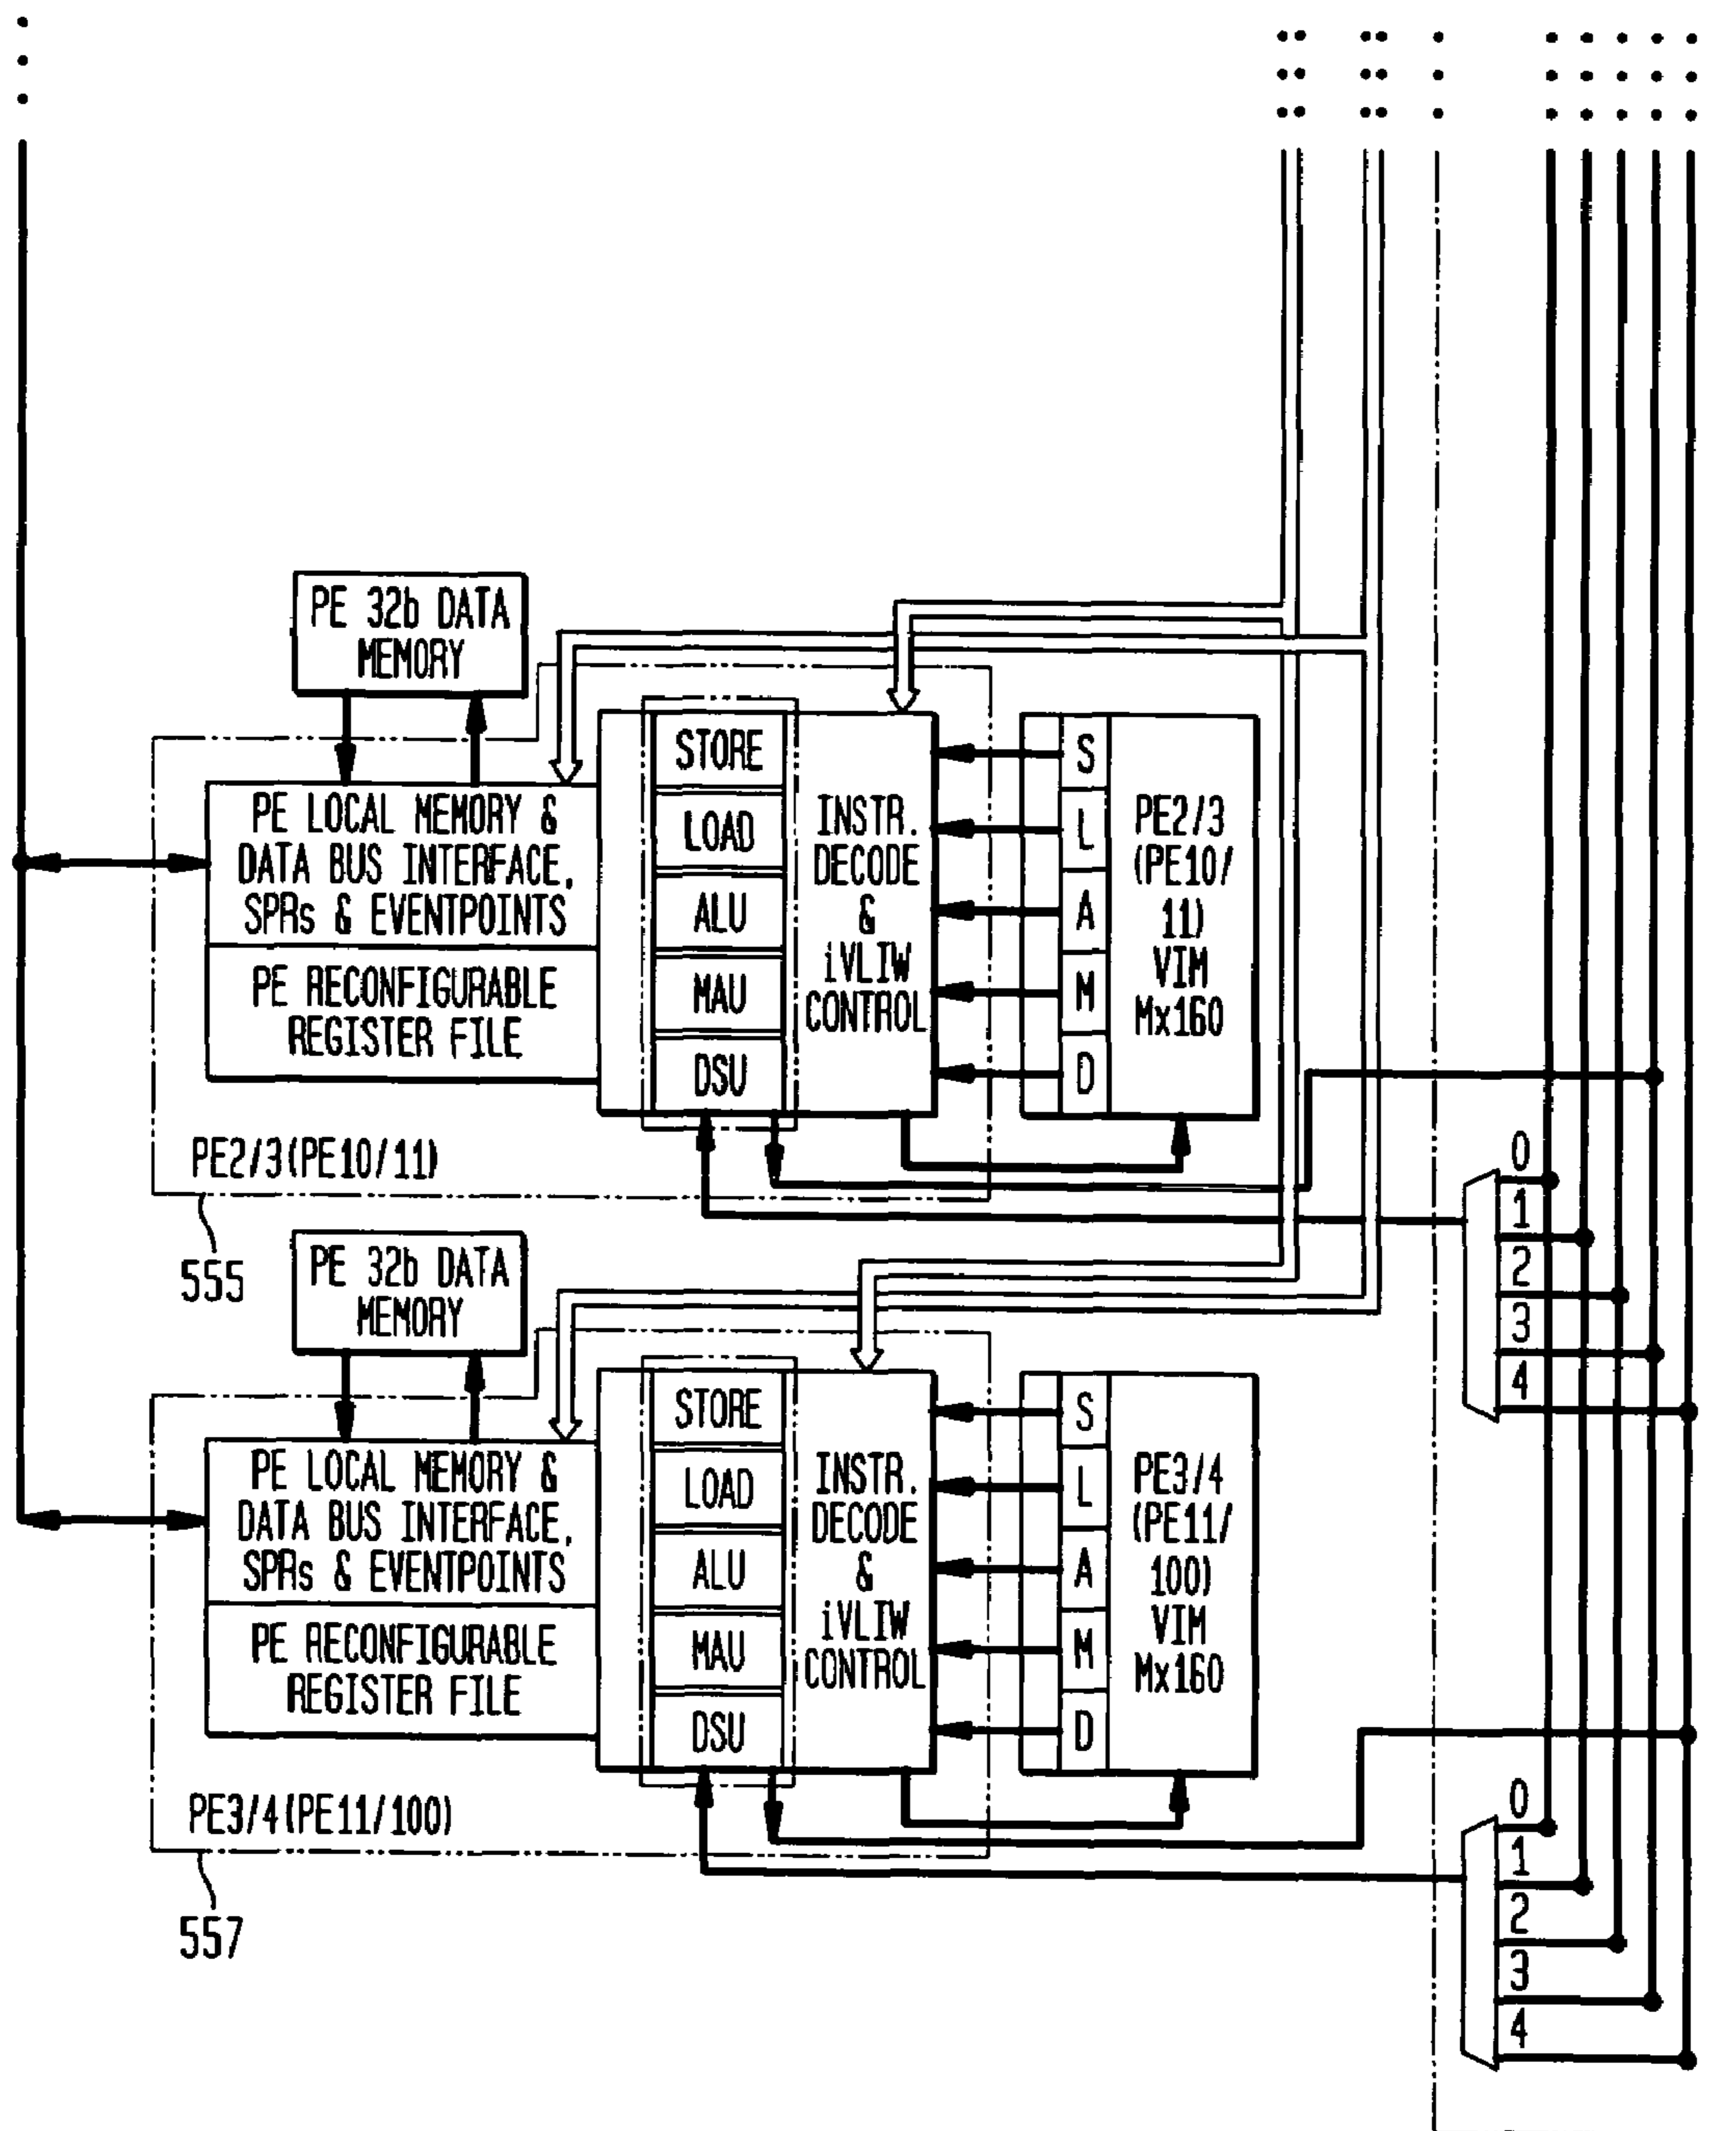 PE 32b DATA
MEMORY
PE LOCAL MEMORY &
DATA BUS INTERFACE,
SPRs & EVENTPOINTS
PE RECONFIGURABLE
REGISTER FILE
STORE
LOAD
ALU
MAU
DSU
INSTR.
DECODE
&
iVLIW
CONTROL
S
L
A
M
D
PE2/3
(PE10/
11)
VIM
Mx160
PE2/3(PE10/11)
555
0
1
2
3
4
PE 32b DATA
MEMORY
PE LOCAL MEMORY &
DATA BUS INTERFACE,
SPRs & EVENTPOINTS
PE RECONFIGURABLE
REGISTER FILE
STORE
LOAD
ALU
MAU
DSU
INSTR.
DECODE
&
iVLIW
CONTROL
S
L
A
M
D
PE3/4
(PE11/
100)
VIM
Mx160
PE3/4(PE11/100)
557
0
1
2
3
4